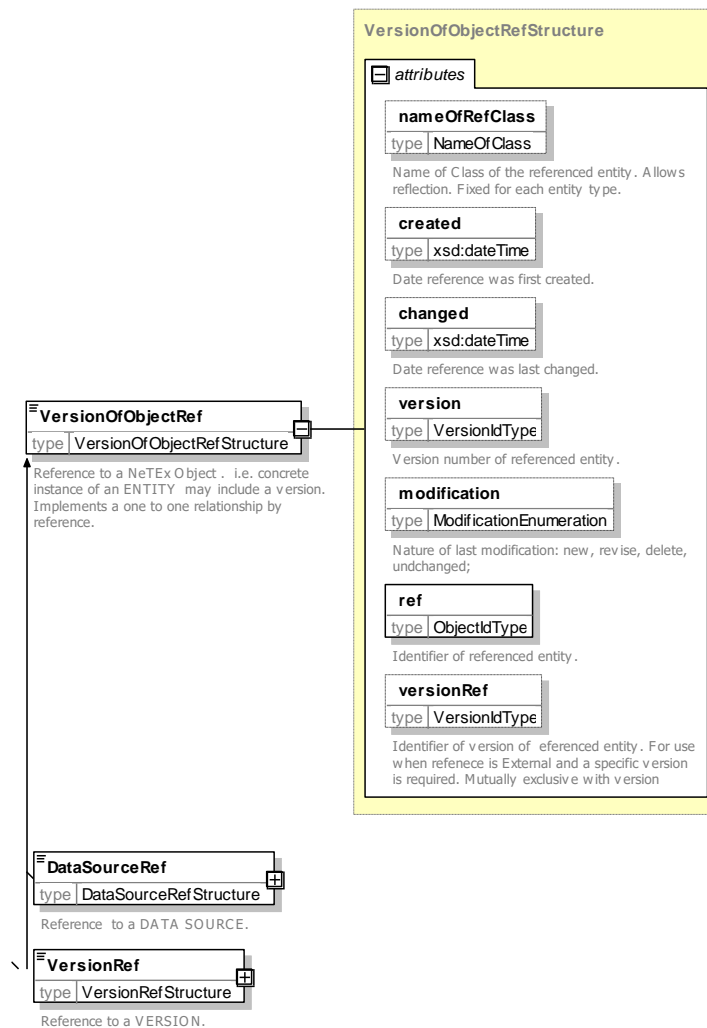 VersionOfObjectRefStructure
attributes
nameOfRefClass
type NameOfClass
Name of Class of the referenced entity. Allows
reflection. Fixed for each entity type.
created
type xsd:dateTime
Date reference was first created.
changed
type xsd:dateTime
Date reference was last changed.
version
type VersionIdType
Version number of referenced entity.
modification
type ModificationEnumeration
Nature of last modification: new, revise, delete,
undchanged;
ref
type ObjectIdType
Identifier of referenced entity.
versionRef
type VersionIdType
Identifier of version of eferenced entity. For use
when refenece is External and a specific version
is required. Mutually exclusive with version
VersionOfObjectRef
type VersionOfObjectRefStructure
Reference to a NeTEx Object . i.e. concrete
instance of an ENTITY may include a version.
Implements a one to one relationship by
reference.
DataSourceRef
type DataSourceRefStructure
Reference to a DATA SOURCE.
VersionRef
type VersionRefStructure
Reference to a VERSION.